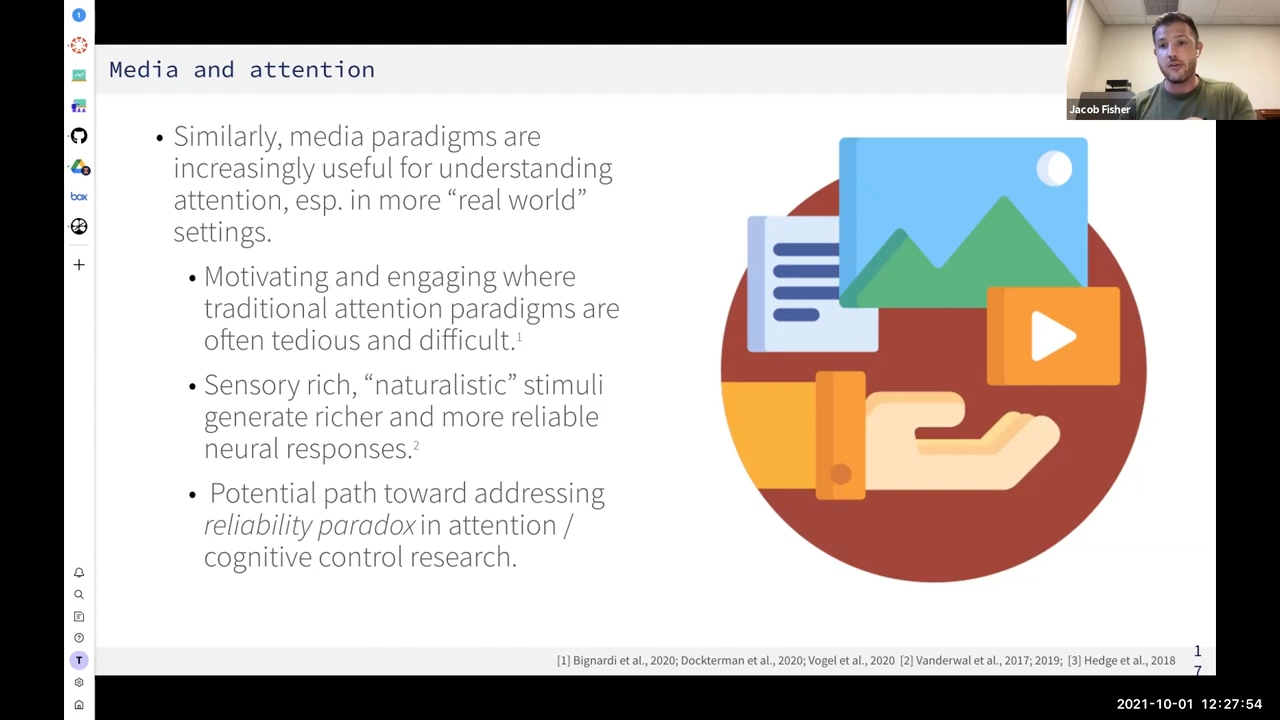 1
Media and attention
Jacob Fisher
• Similarly, media paradigms are
increasingly useful for understanding
attention, esp. in more “real world”
settings.
• Motivating and engaging where
traditional attention paradigms are
often tedious and difficult.1
• Sensory rich, “naturalistic” stimuli
generate richer and more reliable
neural responses.2
• Potential path toward addressing
reliability paradox in attention /
cognitive control research.
box
T
[1] Bignardi et al., 2020; Dockterman et al., 2020; Vogel et al., 2020 [2] Vanderwal et al., 2017; 2019; [3] Hedge et al., 2018
1
7
2021-10-01 12:27:54